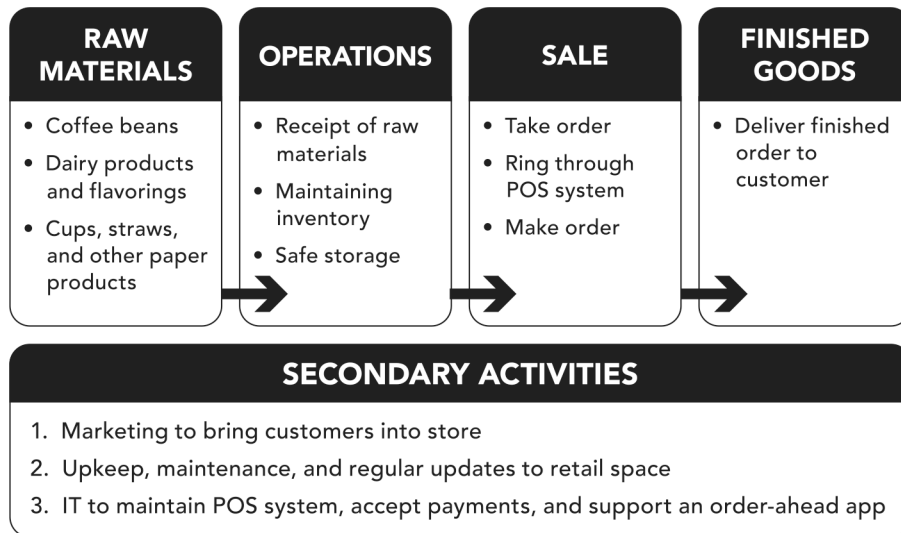 RAW
MATERIALS
• Coffee beans
• Dairy products
and flavorings
• Cups, straws,
and other paper
products
OPERATIONS
• Receipt of raw
materials
• Maintaining
inventory
• Safe storage
SALE
• Take order
• Ring through
POS system
• Make order
FINISHED
GOODS
• Deliver finished
order to
customer
SECONDARY ACTIVITIES
1. Marketing to bring customers into store
2. Upkeep, maintenance, and regular updates to retail space
3. IT to maintain POS system, accept payments, and support an order-ahead app